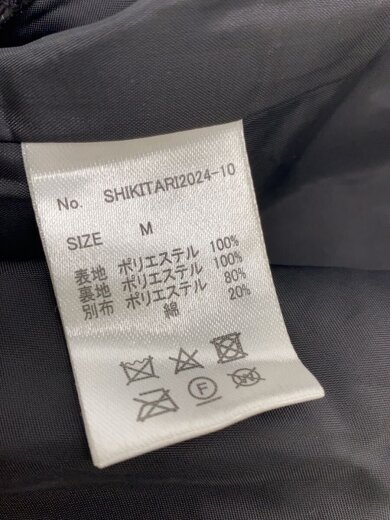 No. SHIKITARI2024-10
SIZE M
表地 ポリエステル 100%
裏地 ポリエステル 100%
別布 ポリエステル 80%
綿 20%
F